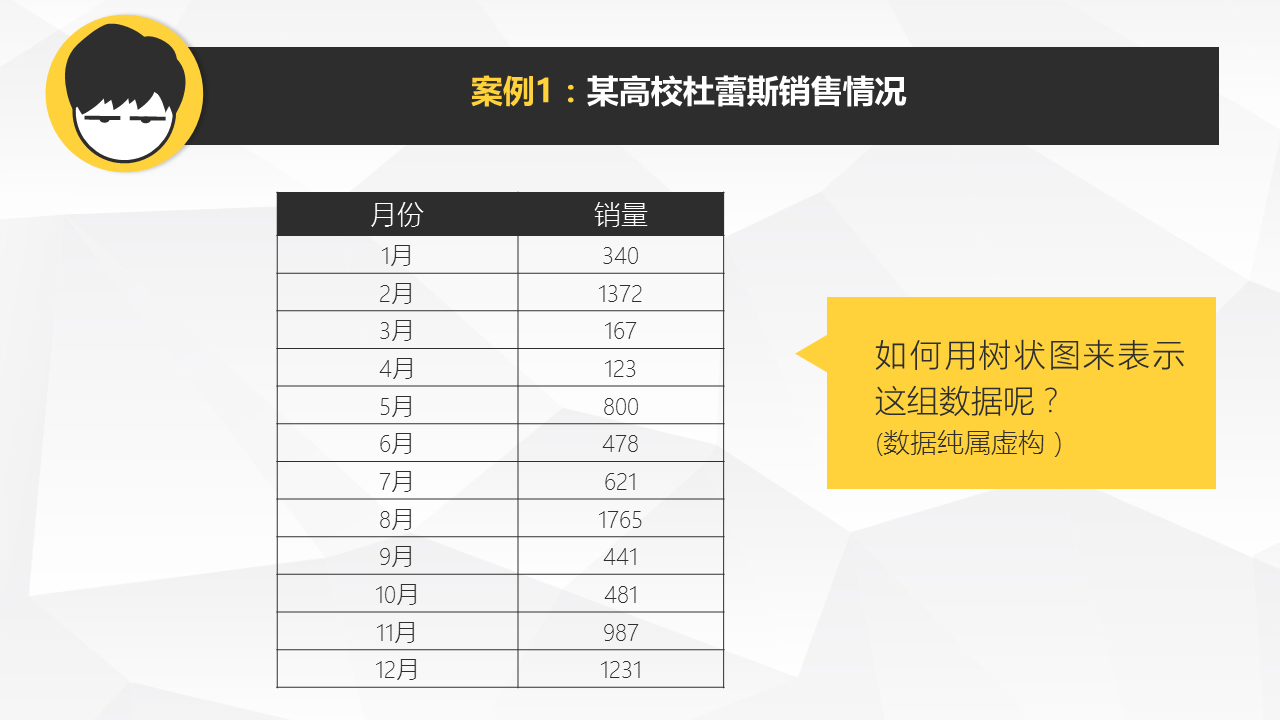 案例1：某高校杜蕾斯销售情况
月份 销量
1月 340
2月 1372
3月 167
4月 123
5月 800
6月 478
7月 621
8月 1765
9月 441
10月 481
11月 987
12月 1231
如何用树状图来表示
这组数据呢？
(数据纯属虚构）